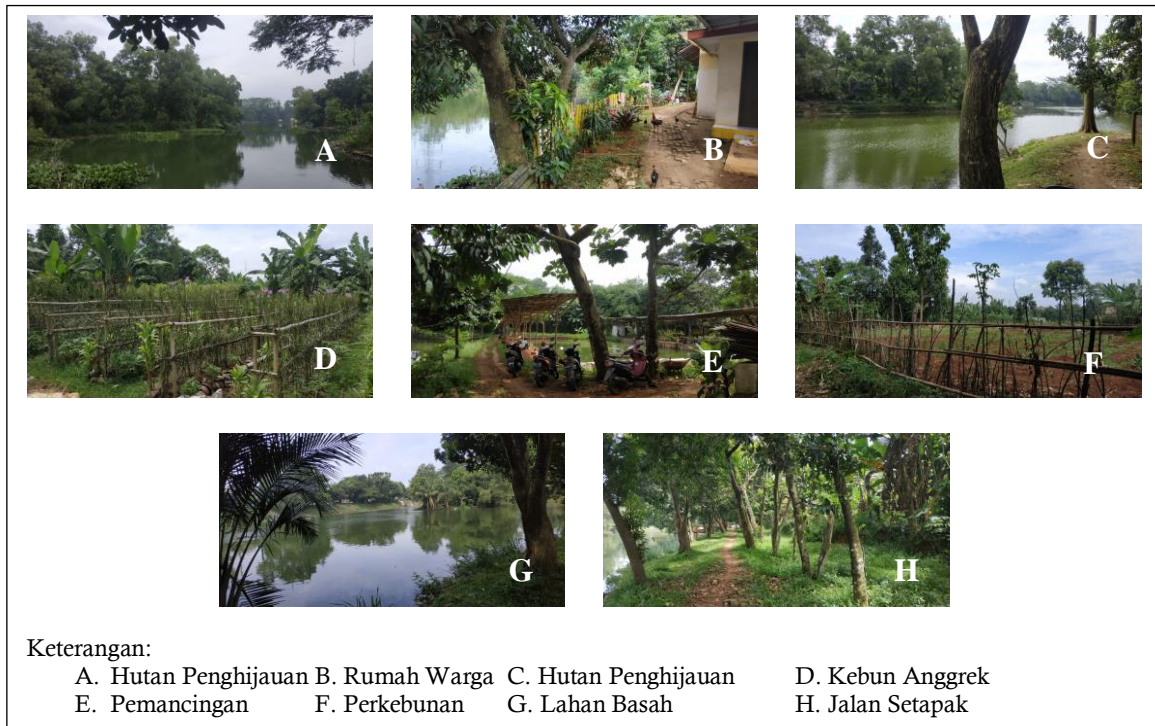 A
B
C
D
E
F
G
H
Keterangan:
A. Hutan Penghijauan B. Rumah Warga C. Hutan Penghijauan D. Kebun Anggrek
E. Pemancingan F. Perkebunan G. Lahan Basah H. Jalan Setapak